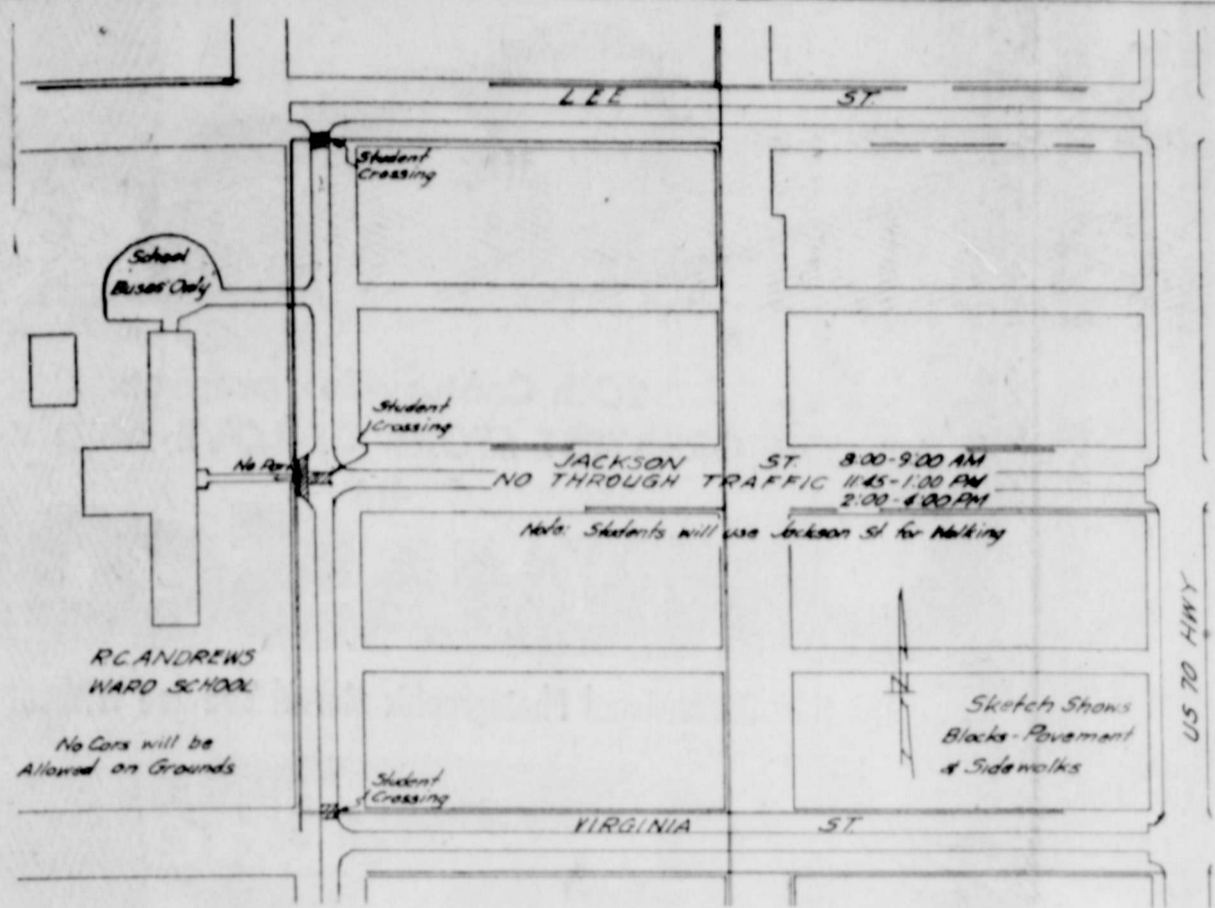 LEE ST.
Student
Crossing
School
Buses Only
Student
Crossing
No
JACKSON ST. 8:00-9:00 AM
NO THROUGH TRAFFIC 11:45-1:00 PM
2:00-4:00 PM
Note: Students will use Jackson St. for Walking
R.C. ANDREWS
WARD SCHOOL
No Cars will be
Allowed on Grounds
N
Sketch Shows
Blocks - Pavement
& Sidewalks
US 70 HWY
Student
Crossing
VIRGINIA ST.